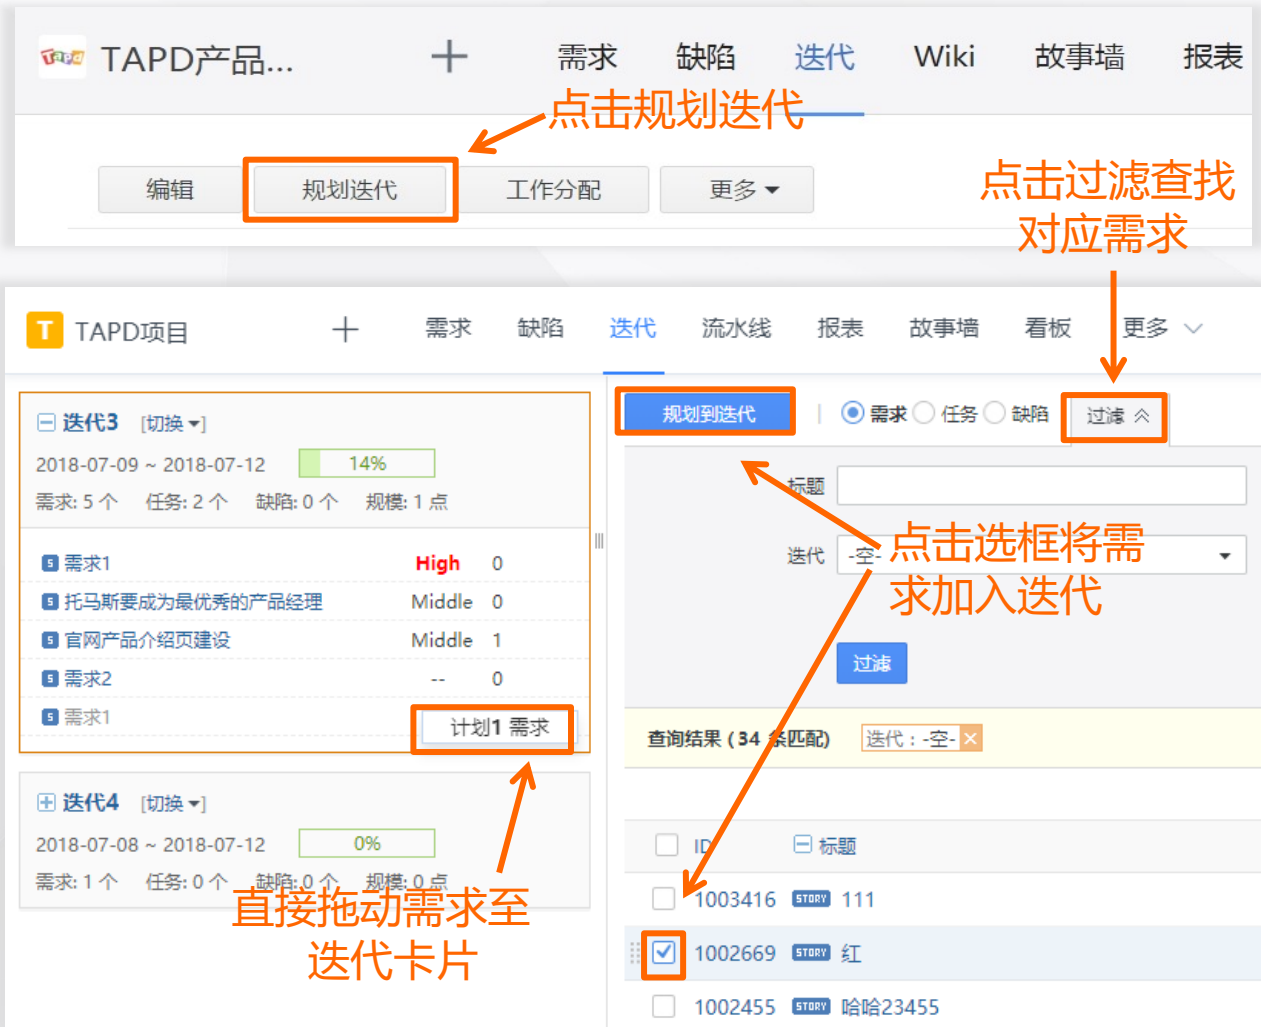 Tapd TAPD产品... + 需求 缺陷 迭代 Wiki 故事墙 报表
点击规划迭代
编辑 规划迭代 工作分配 更多
点击过滤查找
对应需求
T TAPD项目 + 需求 缺陷 迭代 流水线 报表 故事墙 看板 更多
迭代3 [切换]
2018-07-09 ~ 2018-07-12 14%
需求: 5 个 任务: 2 个 缺陷: 0 个 规模: 1 点
S 需求1 High 0
S 托马斯要成为最优秀的产品经理 Middle 0
S 官网产品介绍页建设 Middle 1
S 需求2 -- 0
S 需求1
计划1 需求
迭代4 [切换]
2018-07-08 ~ 2018-07-12 0%
需求: 1 个 任务: 0 个 缺陷: 0 个 规模: 0 点
直接拖动需求至
迭代卡片
规划到迭代 | 需求 任务 缺陷 过滤
标题
迭代 -空-
点击选框将需
求加入迭代
过滤
查询结果 ( 34 条匹配) 迭代 : -空- ×
ID 标题
1003416 STORY 111
1002669 STORY 红
1002455 STORY 哈哈23455